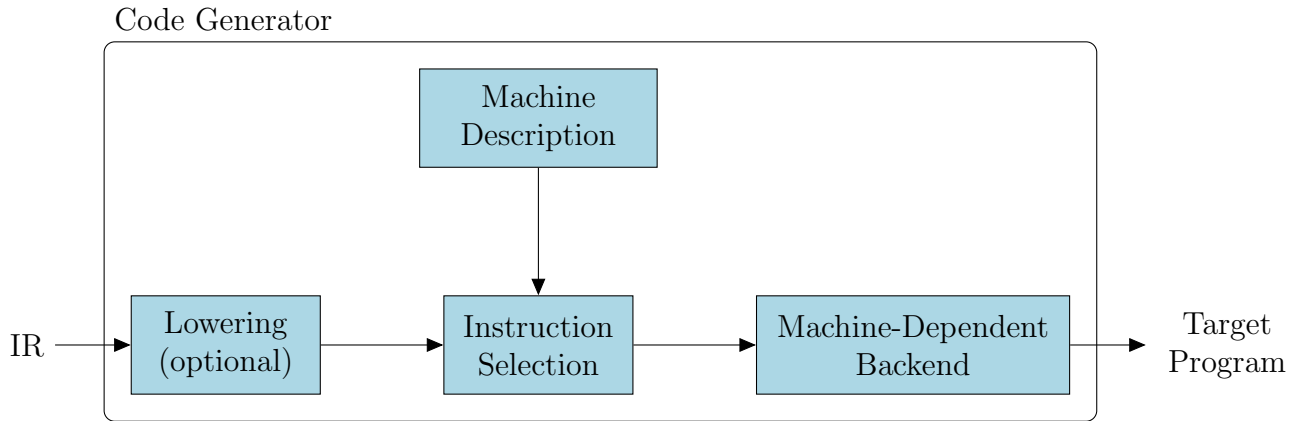 Code Generator
Machine
Description
IR
Lowering
(optional)
Instruction
Selection
Machine-Dependent
Backend
Target
Program